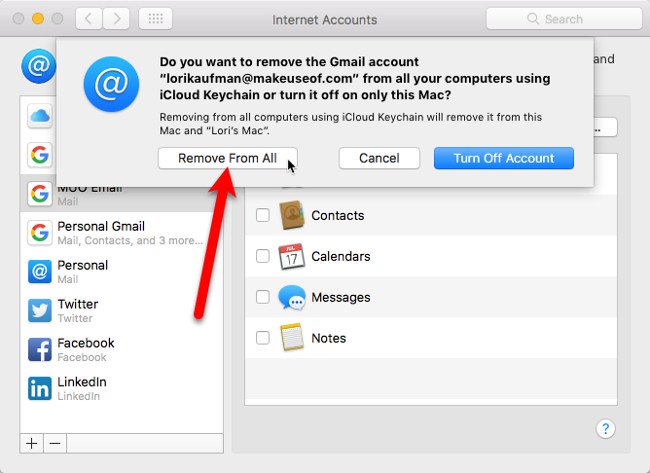 Internet Accounts
Search
Do you want to remove the Gmail account
“lorikaufman@makeuseof.com” from all your computers using
iCloud Keychain or turn it off on only this Mac?
and
Removing from all computers using iCloud Keychain will remove it from this
Mac and “Lori’s Mac”.
...
Remove From All
Cancel
Turn Off Account
MUO Email
Mail
Personal Gmail
Mail, Contacts, and 3 more...
Personal
Mail
Twitter
Twitter
Facebook
Facebook
LinkedIn
LinkedIn
Contacts
JUL
17
Calendars
Messages
Notes
+
−
?